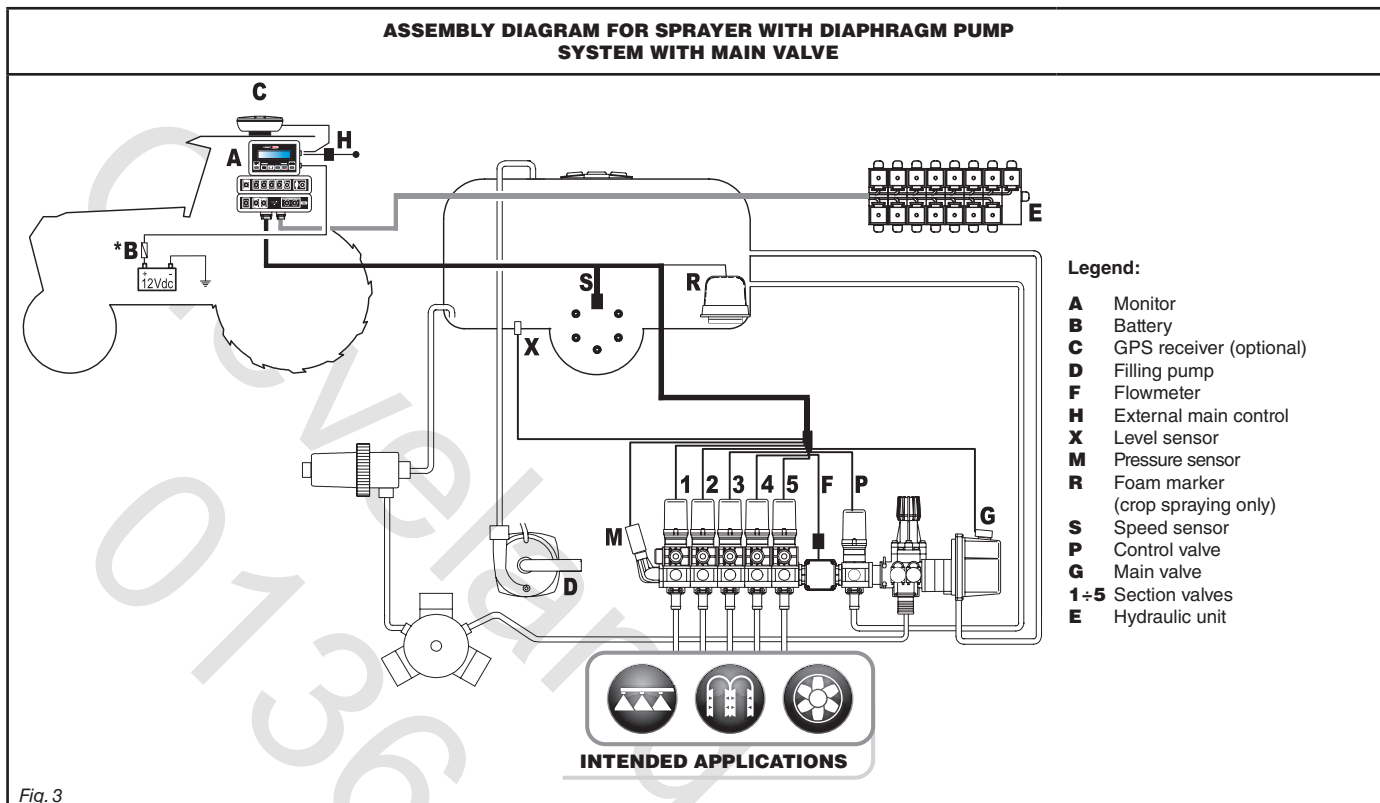 ASSEMBLY DIAGRAM FOR SPRAYER WITH DIAPHRAGM PUMP
SYSTEM WITH MAIN VALVE
C
H
A
E
*B
+ -
12Vdc
S
R
X
Legend:
A Monitor
B Battery
C GPS receiver (optional)
D Filling pump
F Flowmeter
H External main control
X Level sensor
M Pressure sensor
R Foam marker
(crop spraying only)
S Speed sensor
P Control valve
G Main valve
1÷5 Section valves
E Hydraulic unit
1 2 3 4 5 F P
G
M
D
INTENDED APPLICATIONS
Fig. 3
Cleveland
0136